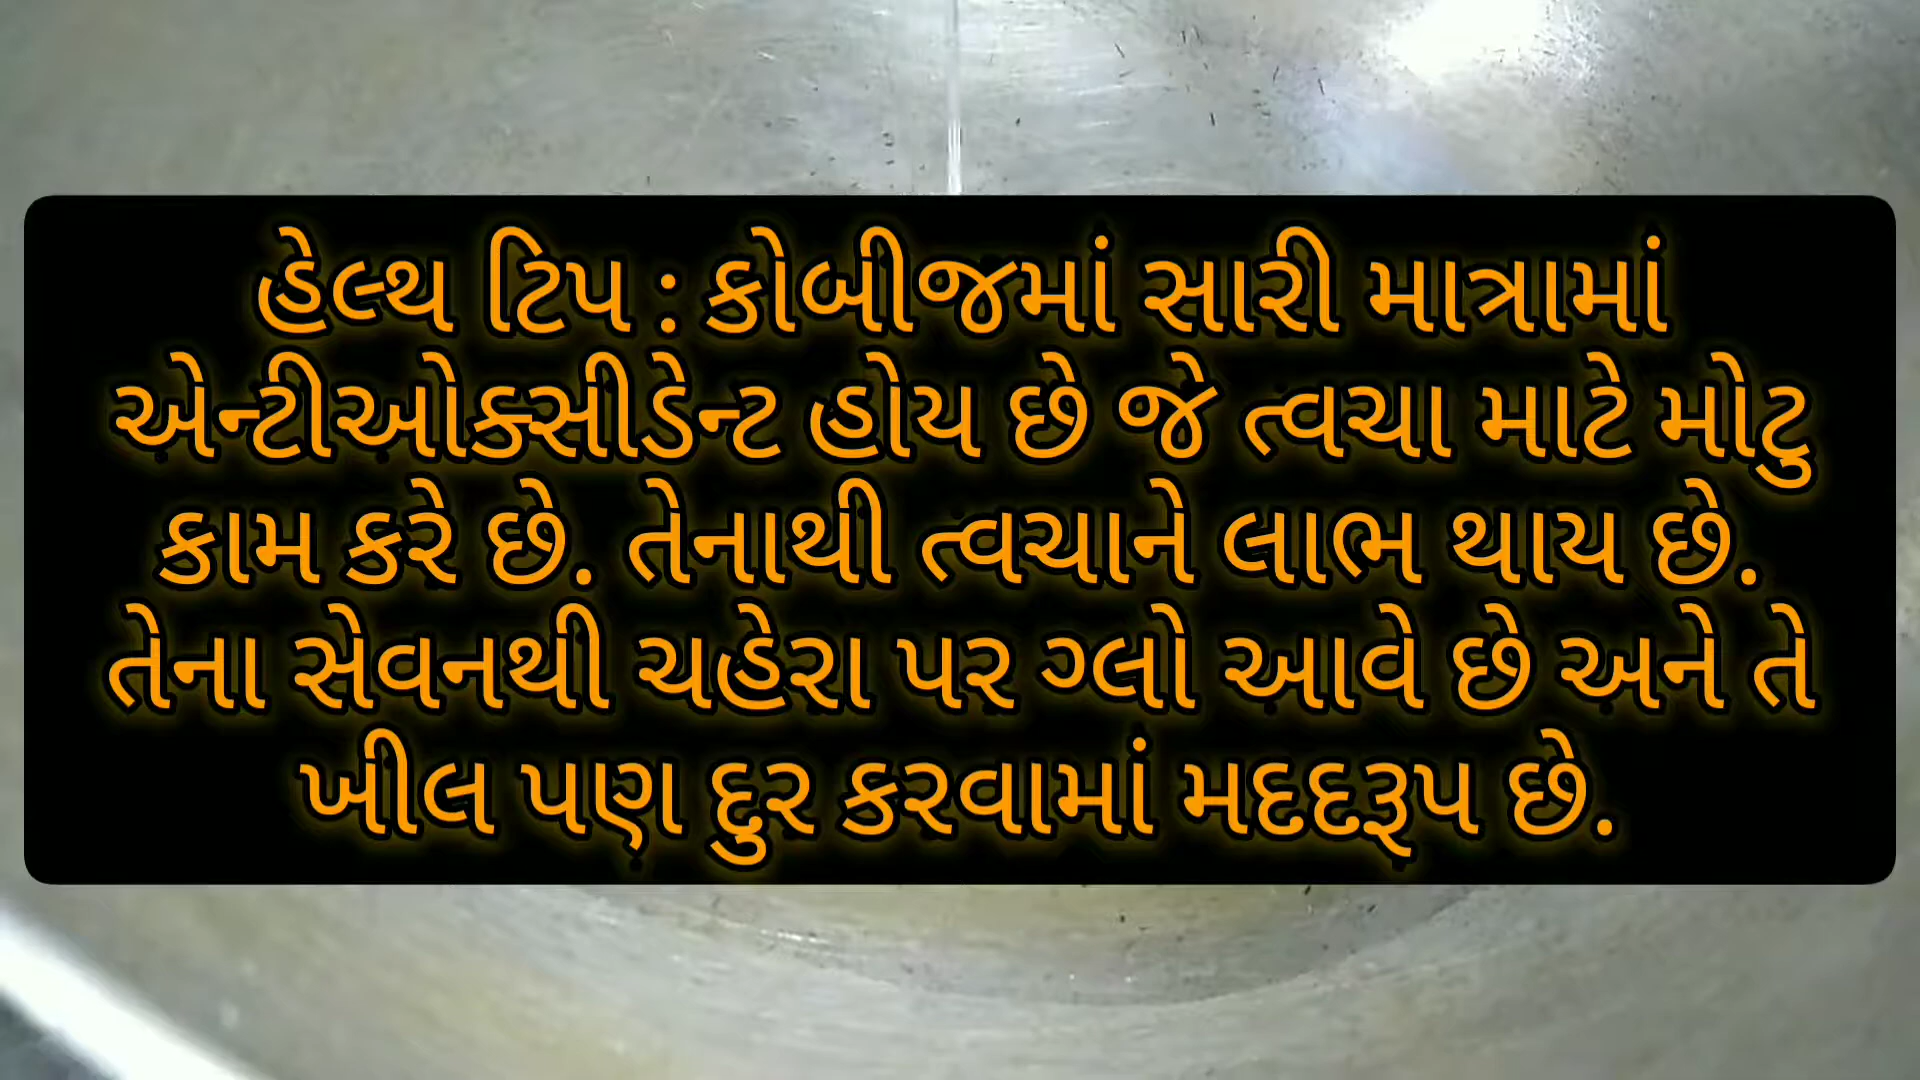 હેલ્થ ટિપ : કોબીજમાં સારી માત્રામાં
એન્ટીઓક્સીડેન્ટ હોય છે જે ત્વચા માટે મોટુ
કામ કરે છે. તેનાથી ત્વચાને લાભ થાય છે.
તેના સેવનથી ચહેરા પર ગ્લો આવે છે અને તે
ખીલ પણ દુર કરવામાં મદદરૂપ છે.